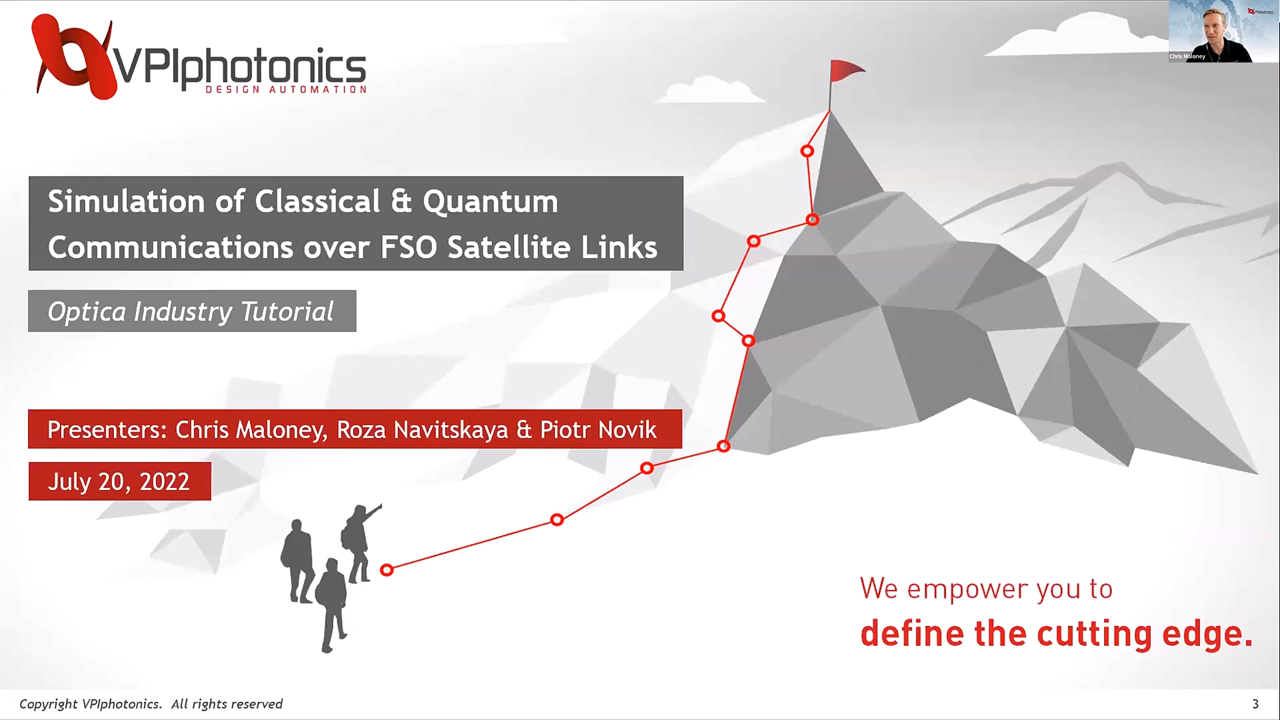 VPIphotonics
DESIGN AUTOMATION
Chris Maloney
Simulation of Classical & Quantum
Communications over FSO Satellite Links
Optica Industry Tutorial
Presenters: Chris Maloney, Roza Navitskaya & Piotr Novik
July 20, 2022
We empower you to
define the cutting edge.
Copyright VPIphotonics. All rights reserved
3